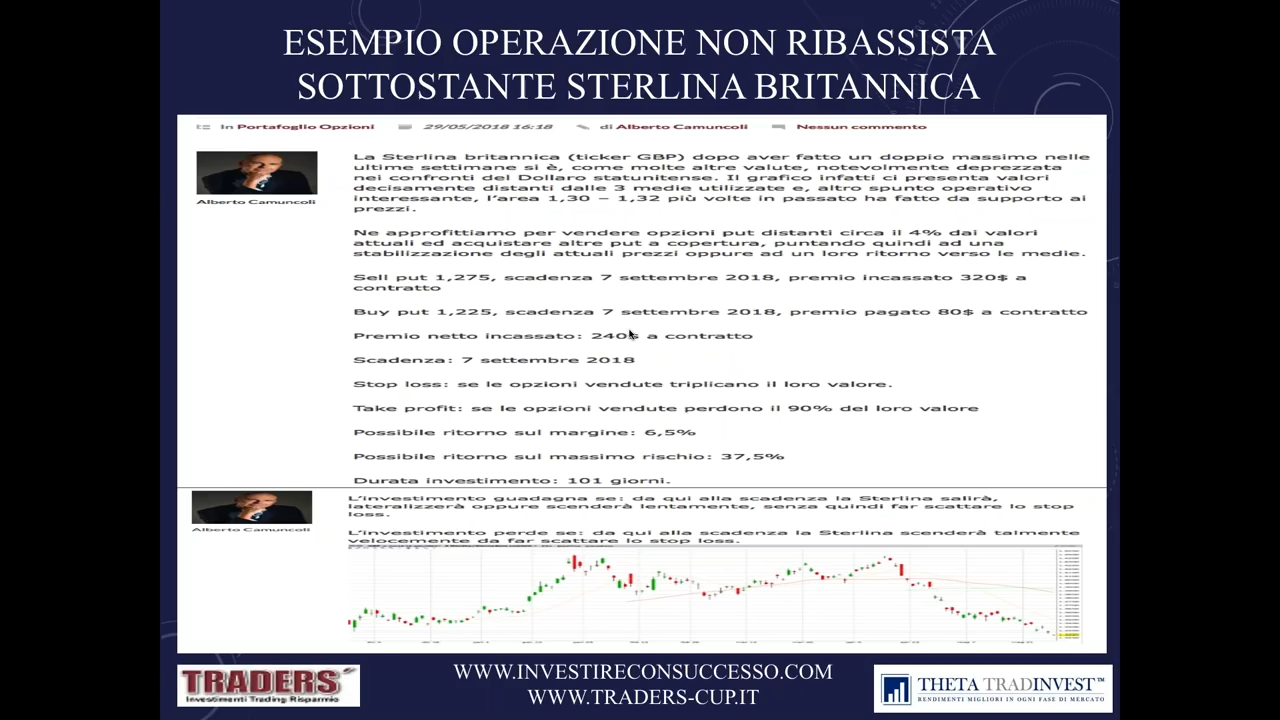 ESEMPIO OPERAZIONE NON RIBASSISTA
SOTTOSTANTE STERLINA BRITANNICA
In Portafoglio Opzioni 29/05/2018 16:18 di Alberto Camuncoli Nessun commento
Alberto Camuncoli
La Sterlina britannica (ticker GBP) dopo aver fatto un doppio massimo nelle
ultime settimane si è, come molte altre valute, notevolmente deprezzata
nei confronti del Dollaro statunitense. Il grafico infatti ci presenta valori
decisamente distanti dalle 3 medie utilizzate e, altro spunto operativo
interessante, l'area 1,30 – 1,32 più volte in passato ha fatto da supporto ai
prezzi.
Ne approfittiamo per vendere opzioni put distanti circa il 4% dai valori
attuali ed acquistare altre put a copertura, puntando quindi ad una
stabilizzazione degli attuali prezzi oppure ad un loro ritorno verso le medie.
Sell put 1,275, scadenza 7 settembre 2018, premio incassato 320$ a
contratto
Buy put 1,225, scadenza 7 settembre 2018, premio pagato 80$ a contratto
Premio netto incassato: 240$ a contratto
Scadenza: 7 settembre 2018
Stop loss: se le opzioni vendute triplicano il loro valore.
Take profit: se le opzioni vendute perdono il 90% del loro valore
Possibile ritorno sul margine: 6,5%
Possibile ritorno sul massimo rischio: 37,5%
Durata investimento: 101 giorni.
Alberto Camuncoli
L'investimento guadagna se: da qui alla scadenza la Sterlina salirà,
lateralizzerà oppure scenderà lentamente, senza quindi far scattare lo stop
loss.
L'investimento perde se: da qui alla scadenza la Sterlina scenderà talmente
velocemente da far scattare lo stop loss.
TRADERS'
Investimenti Trading Risparmio
WWW.INVESTIRECONSUCCESSO.COM
WWW.TRADERS-CUP.IT
THETA TRADINVEST™
RENDIMENTI MIGLIORI IN OGNI FASE DI MERCATO